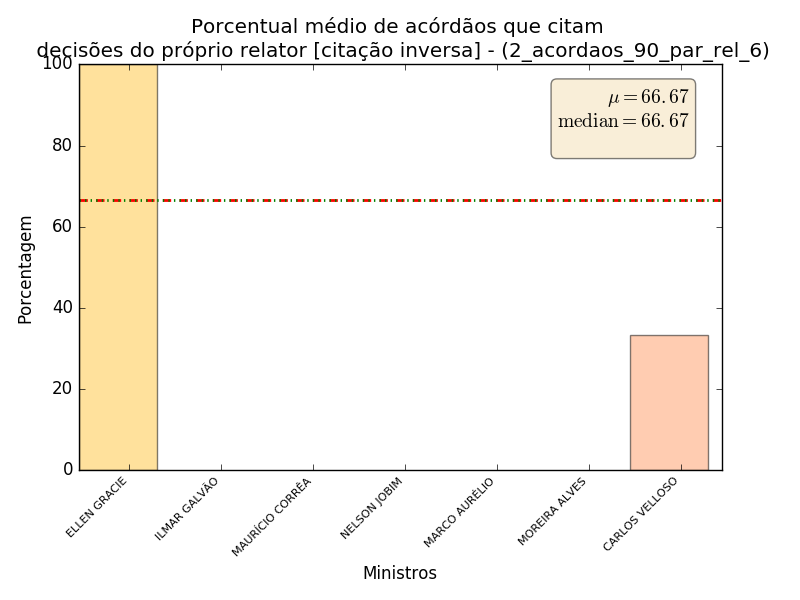 Porcentual médio de acórdãos que citam
decisões do próprio relator [citação inversa] - (2_acordaos_90_par_rel_6)
μ = 66.67
median = 66.67
100
80
60
40
20
0
Porcentagem
ELLEN GRACIE
ILMAR GALVÃO
MAURÍCIO CORRÊA
NELSON JOBIM
MARCO AURÉLIO
MOREIRA ALVES
CARLOS VELLOSO
Ministros